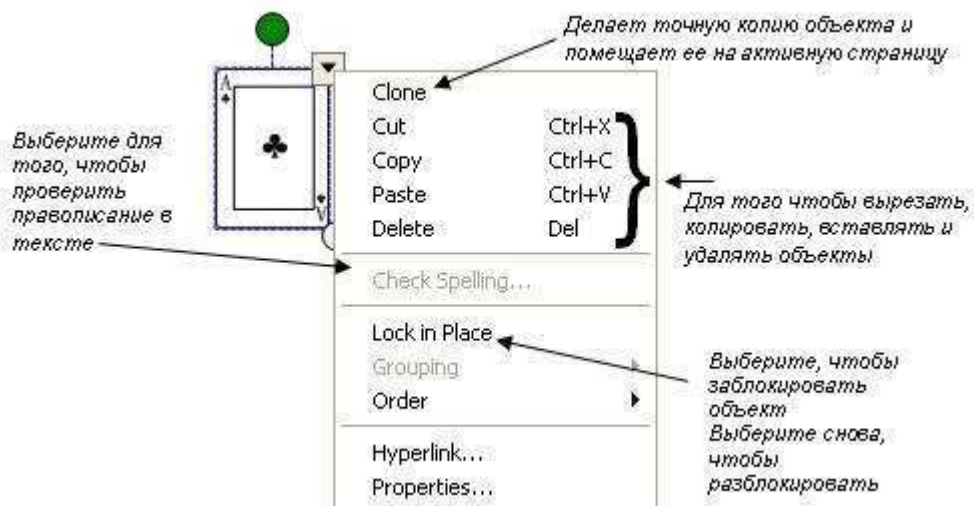 Делает точную копию объекта и
помещает ее на активную страницу
A
A
Выберите для
того, чтобы
проверить
правописание в
тексте
Clone
Cut Ctrl+X
Copy Ctrl+C
Paste Ctrl+V
Delete Del
Для того чтобы вырезать,
копировать, вставлять и
удалять объекты
Check Spelling...
Lock in Place
Grouping
Order
Выберите, чтобы
заблокировать
объект
Выберите снова,
чтобы
разблокировать
Hyperlink...
Properties...